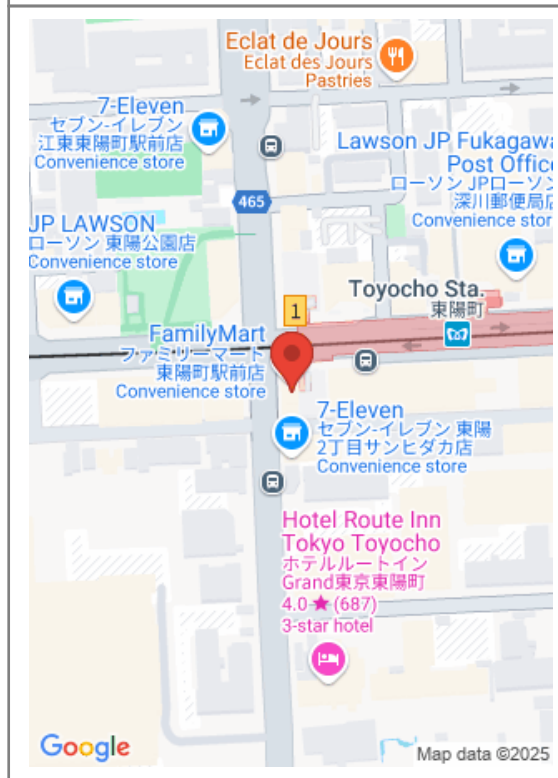 Eclat de Jours
Eclat des Jours
Pastries
7-Eleven
セブン-イレブン
江東東陽町駅前店
Convenience store
Lawson JP Fukagawa
Post Office
ローソン JPローソン
深川郵便局店
Convenience store
465
JP LAWSON
ローソン 東陽公園店
Convenience store
Toyocho Sta.
東陽町
1
FamilyMart
ファミリーマート
東陽町駅前店
Convenience store
7-Eleven
セブン-イレブン 東陽
2丁目サンヒダカ店
Convenience store
Hotel Route Inn
Tokyo Toyocho
ホテルルートイン
Grand東京東陽町
4.0★(687)
3-star hotel
Google
Map data ©2025